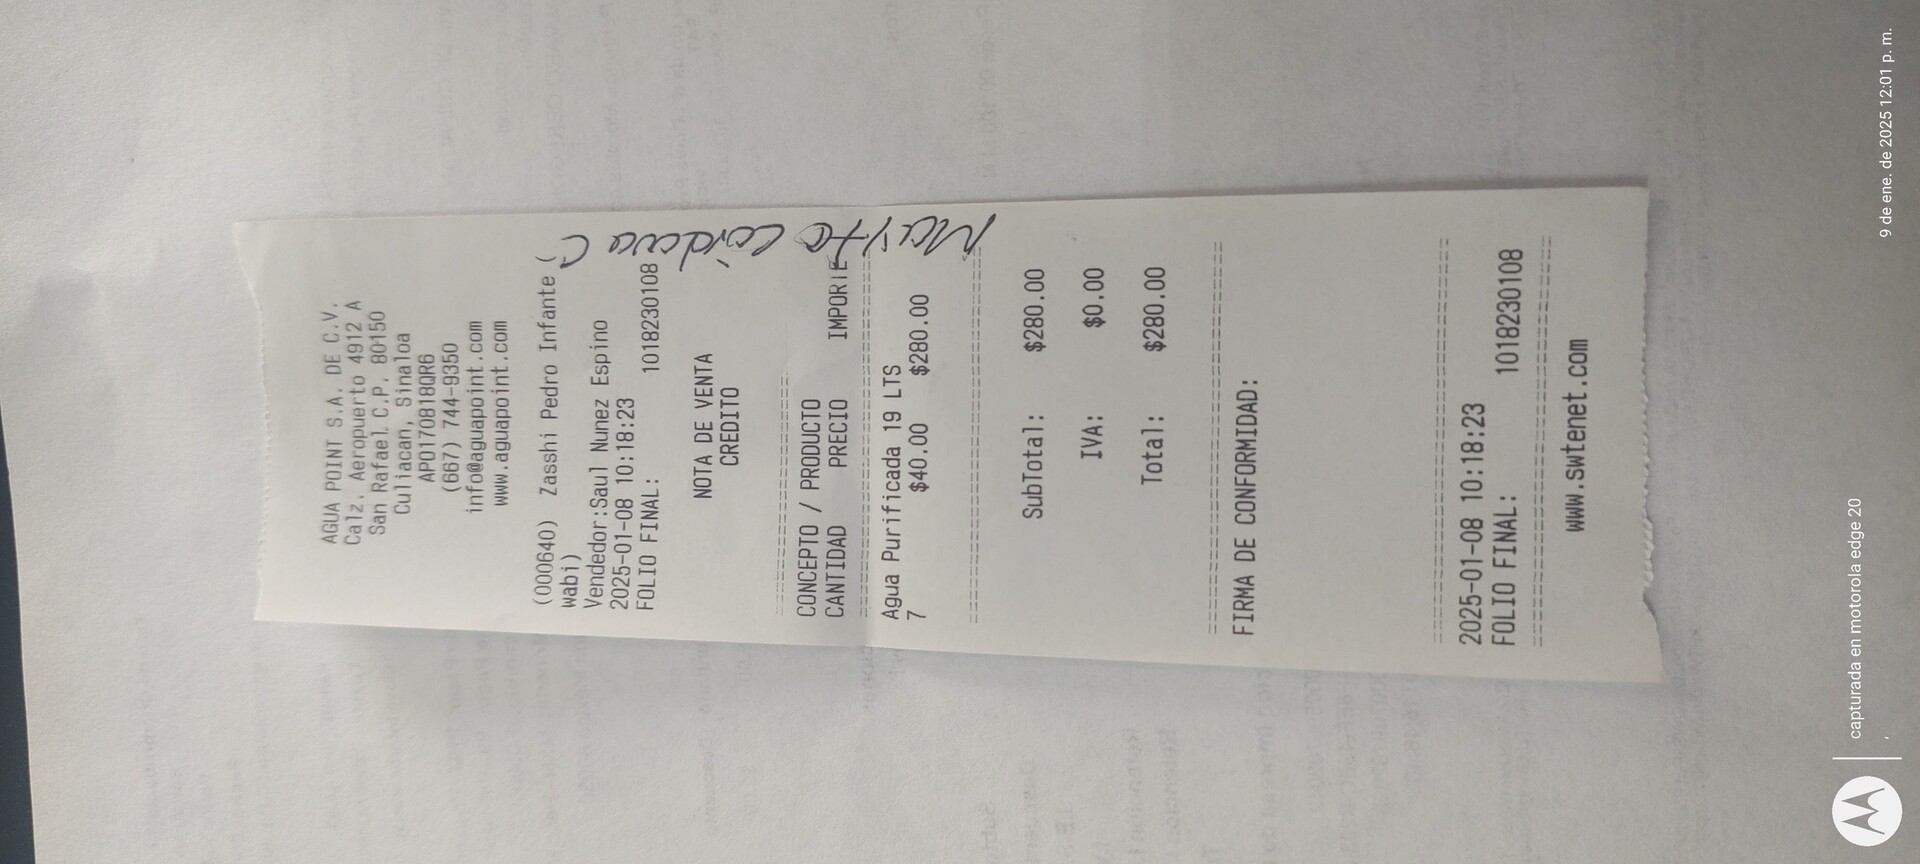 AGUA POINT S.A. DE C.V.
Calz. Aeropuerto 4912 A
San Rafael C.P. 80150
Culiacan, Sinaloa
APO170818QR6
(667) 744-9350
info@aguapoint.com
www.aguapoint.com
(000640) Zasshi Pedro Infante (
wabi)
Vendedor:Saul Nunez Espino
2025-01-08 10:18:23
FOLIO FINAL: 1018230108
NOTA DE VENTA
CREDITO
CONCEPTO / PRODUCTO
CANTIDAD PRECIO IMPORTE
Agua Purificada 19 LTS
7 $40.00 $280.00
SubTotal: $280.00
IVA: $0.00
Total: $280.00
FIRMA DE CONFORMIDAD:
2025-01-08 10:18:23
FOLIO FINAL: 1018230108
www.swtenet.com
Mayto Cordova C
capturada en motorola edge 20
9 de ene. de 2025 12:01 p. m.